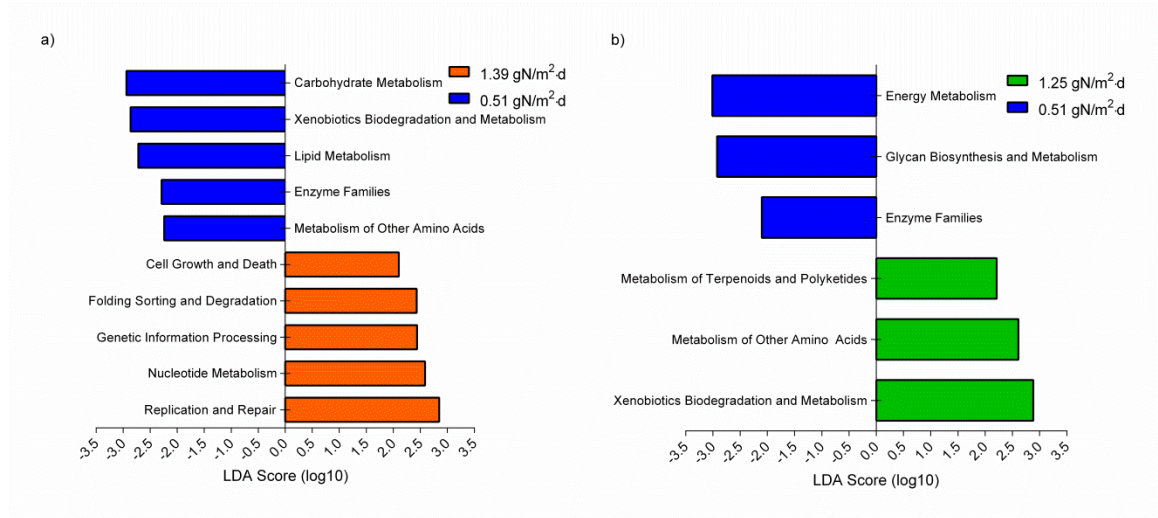 a)
1.39 gN/m²·d
0.51 gN/m²·d
Carbohydrate Metabolism
Xenobiotics Biodegradation and Metabolism
Lipid Metabolism
Enzyme Families
Metabolism of Other Amino Acids
Cell Growth and Death
Folding Sorting and Degradation
Genetic Information Processing
Nucleotide Metabolism
Replication and Repair
-3.5 -3.0 -2.5 -2.0 -1.5 -1.0 -0.5 0.0 0.5 1.0 1.5 2.0 2.5 3.0 3.5
LDA Score (log10)
b)
1.25 gN/m²·d
0.51 gN/m²·d
Energy Metabolism
Glycan Biosynthesis and Metabolism
Enzyme Families
Metabolism of Terpenoids and Polyketides
Metabolism of Other Amino Acids
Xenobiotics Biodegradation and Metabolism
-3.5 -3.0 -2.5 -2.0 -1.5 -1.0 -0.5 0.0 0.5 1.0 1.5 2.0 2.5 3.0 3.5
LDA Score (log10)